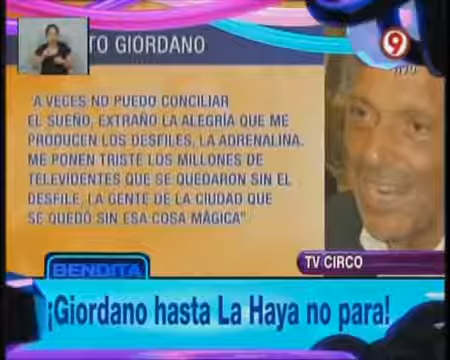 TO GIORDANO
9
"A VECES NO PUEDO CONCILIAR
EL SUEÑO, EXTRAÑO LA ALEGRÍA QUE ME
PRODUCEN LOS DESFILES, LA ADRENALINA.
ME PONEN TRISTE LOS MILLONES DE
TELEVIDENTES QUE SE QUEDARON SIN EL
DESFILE, LA GENTE DE LA CIUDAD QUE
SE QUEDÓ SIN ESA COSA MÁGICA"
TV CIRCO
BENDITA
¡Giordano hasta La Haya no para!